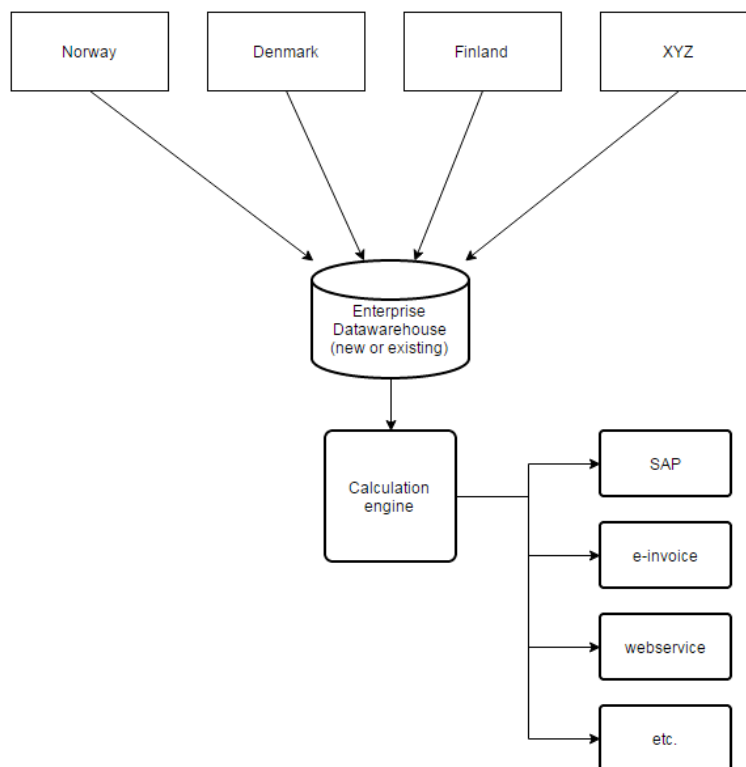 Norway
Denmark
Finland
XYZ
Enterprise
Datawarehouse
(new or existing)
Calculation
engine
SAP
e-invoice
webservice
etc.